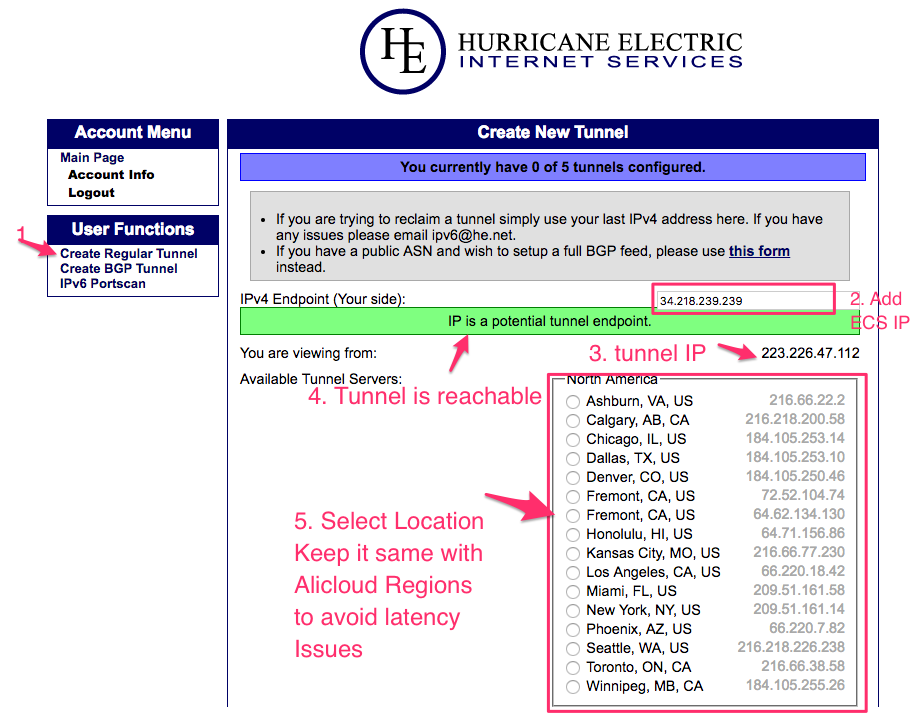 HE
HURRICANE ELECTRIC
INTERNET SERVICES
Account Menu
Main Page
Account Info
Logout
User Functions
1
Create Regular Tunnel
Create BGP Tunnel
IPv6 Portscan
Create New Tunnel
You currently have 0 of 5 tunnels configured.
• If you are trying to reclaim a tunnel simply use your last IPv4 address here. If you have
any issues please email ipv6@he.net.
• If you have a public ASN and wish to setup a full BGP feed, please use this form
instead.
IPv4 Endpoint (Your side): 34.218.239.239
2. Add
ECS IP
IP is a potential tunnel endpoint.
You are viewing from: 3. tunnel IP 223.226.47.112
Available Tunnel Servers:
4. Tunnel is reachable
North America
Ashburn, VA, US 216.66.22.2
Calgary, AB, CA 216.218.200.58
Chicago, IL, US 184.105.253.14
Dallas, TX, US 184.105.253.10
Denver, CO, US 184.105.250.46
Fremont, CA, US 72.52.104.74
Fremont, CA, US 64.62.134.130
Honolulu, HI, US 64.71.156.86
Kansas City, MO, US 216.66.77.230
Los Angeles, CA, US 66.220.18.42
Miami, FL, US 209.51.161.58
New York, NY, US 209.51.161.14
Phoenix, AZ, US 66.220.7.82
Seattle, WA, US 216.218.226.238
Toronto, ON, CA 216.66.38.58
Winnipeg, MB, CA 184.105.255.26
5. Select Location
Keep it same with
Alicloud Regions
to avoid latency
Issues